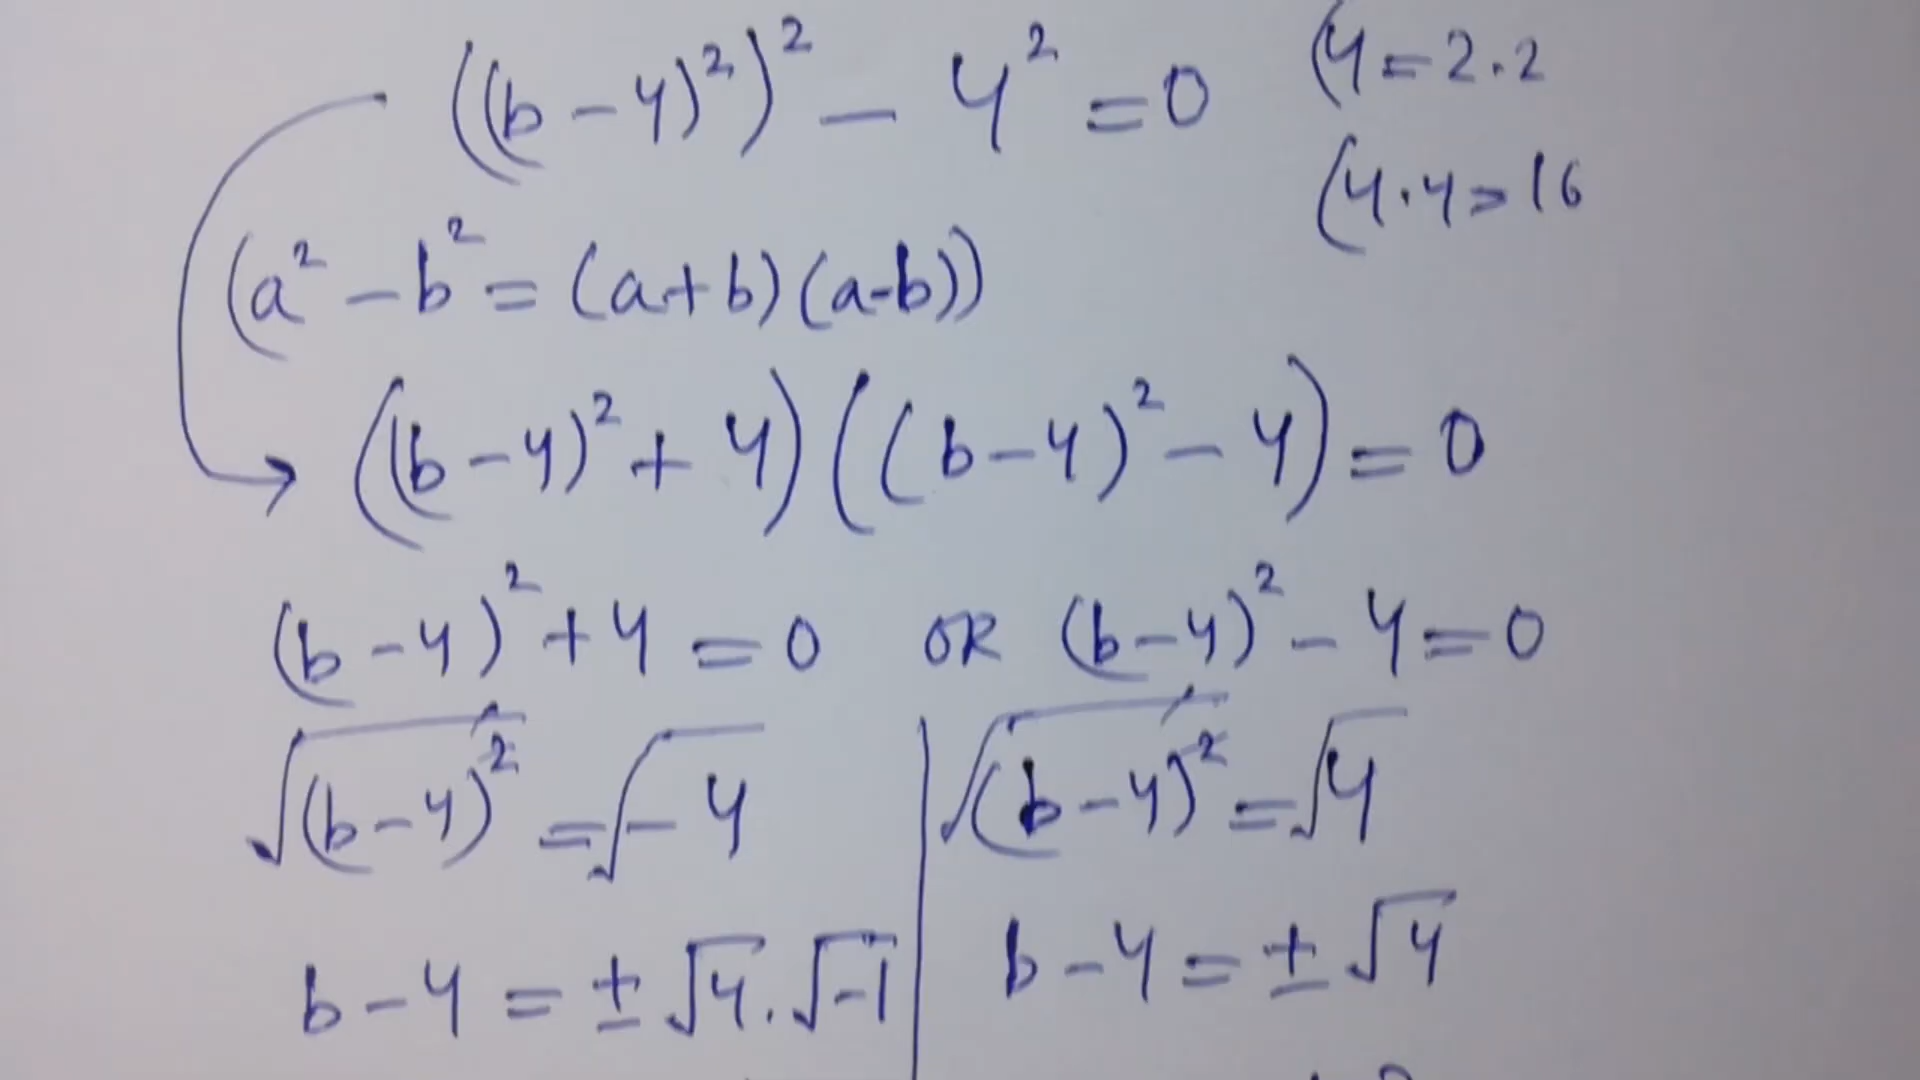 ((b-4)²)² - 4² = 0 (4=2.2
(4.4=16
(a² - b² = (a+b)(a-b))
((b-4)² + 4)((b-4)² - 4) = 0
(b-4)² + 4 = 0 OR (b-4)² - 4 = 0
√(b-4)² = √-4 √(b-4)² = √4
b-4 = ± √4 . √-1 b-4 = ± √4